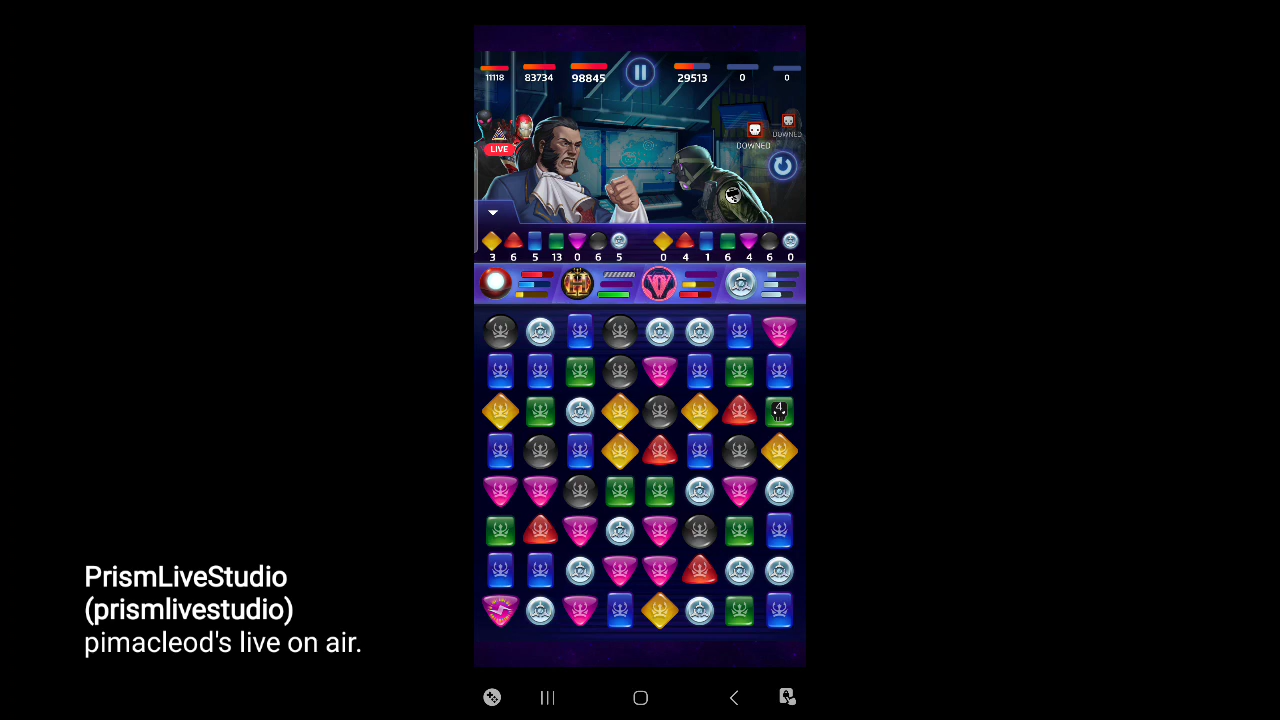 11118 83734 98845 29513 0 0
LIVE
DOWNED
DOWNED
3 6 5 13 0 6 5 0 4 1 6 4 6 0
4
PrismLiveStudio
(prismlivestudio)
pimacleod's live on air.